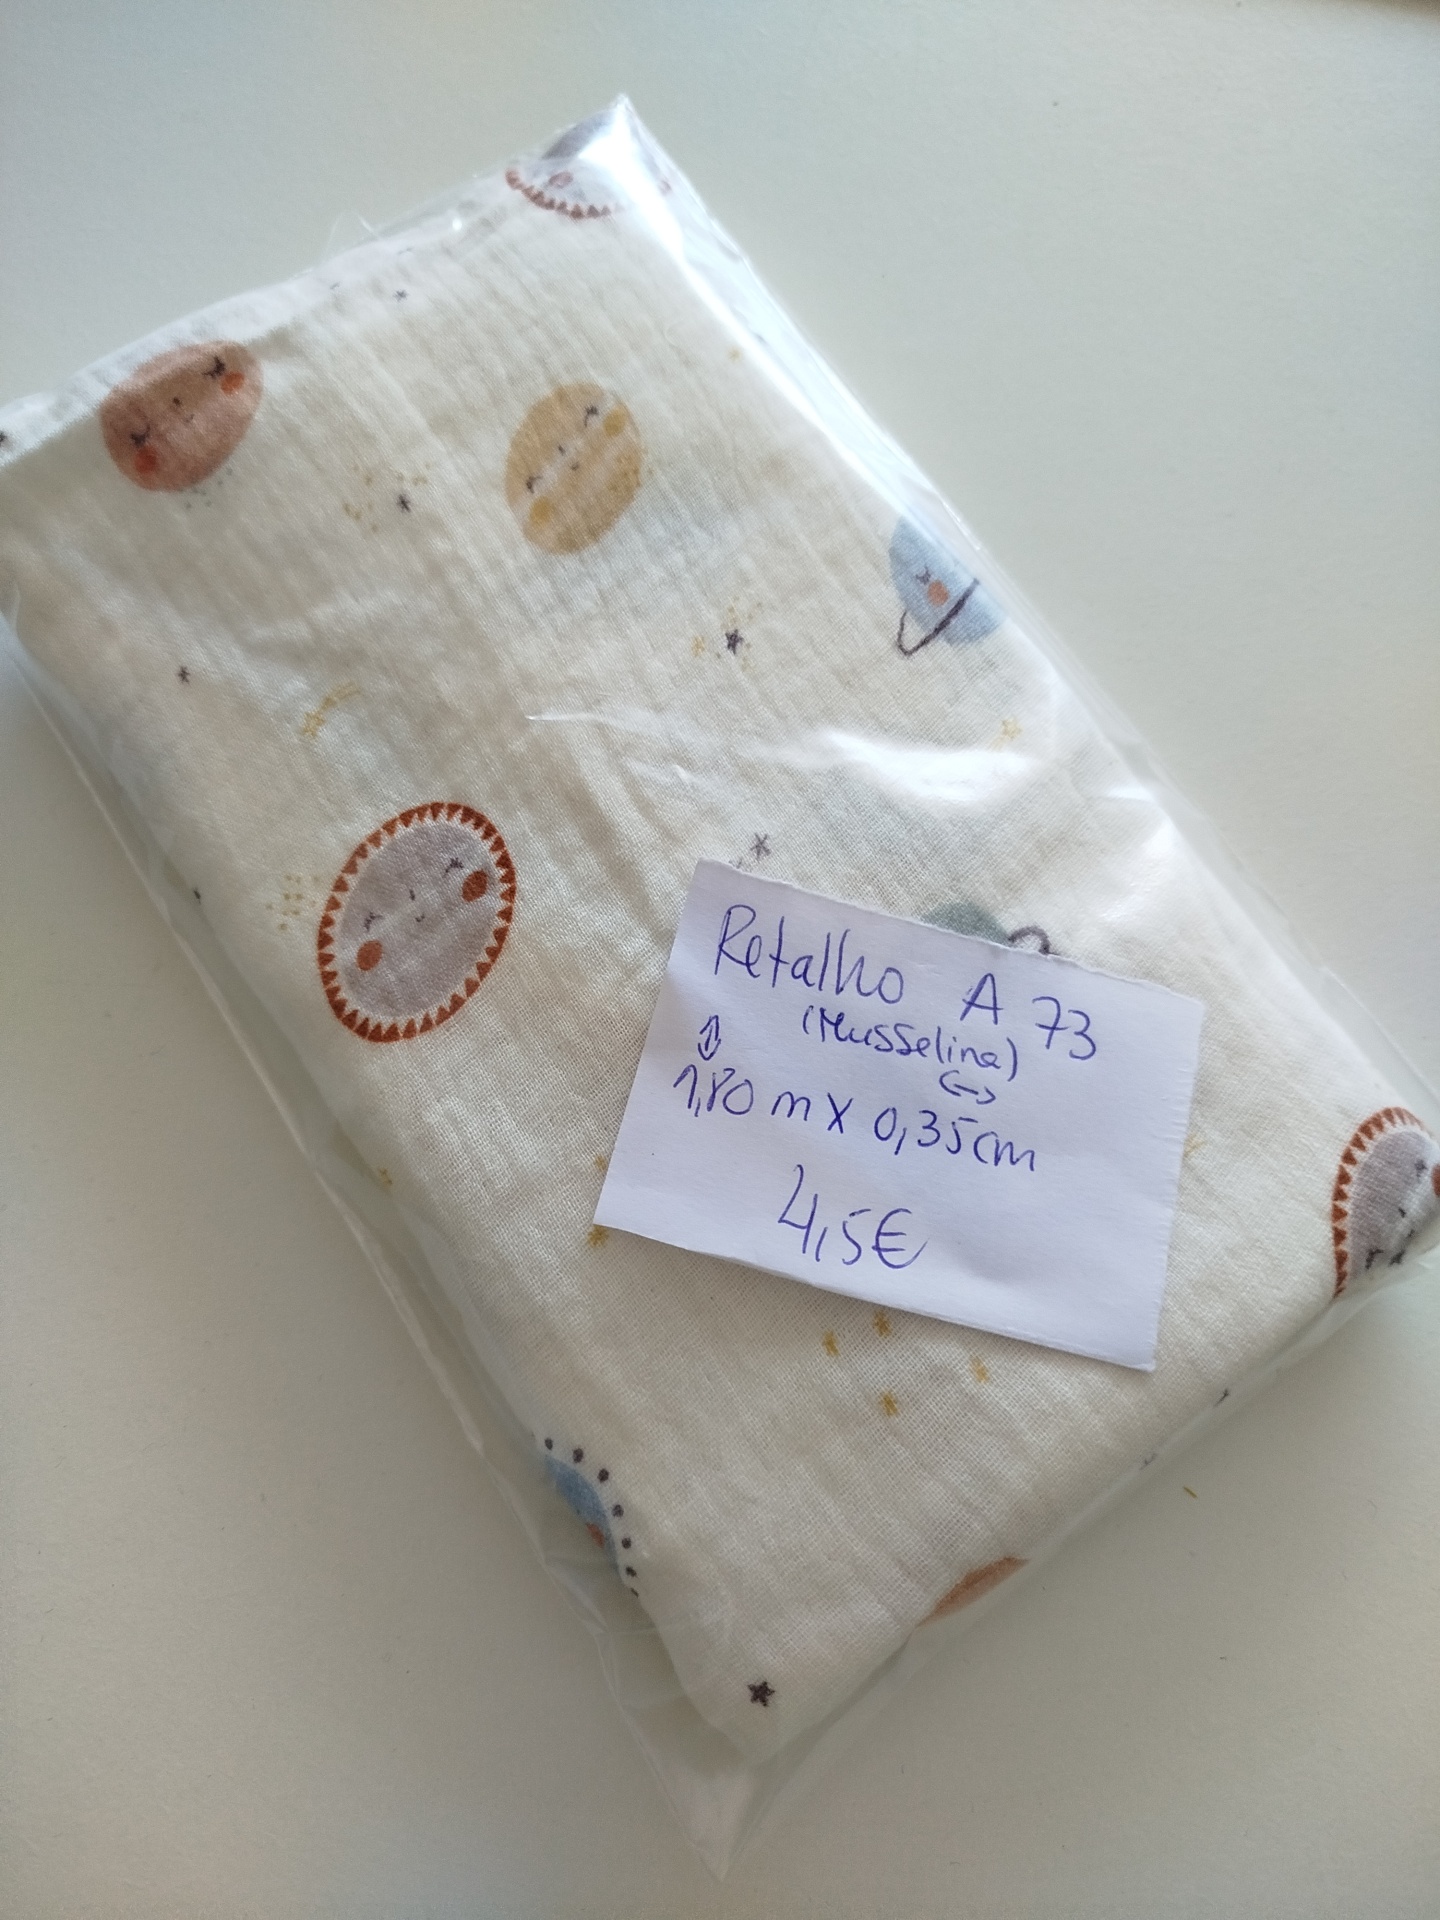 Retalho A 73
(Musselina)
↕ ↔
1,80 m x 0,35cm
4,5€